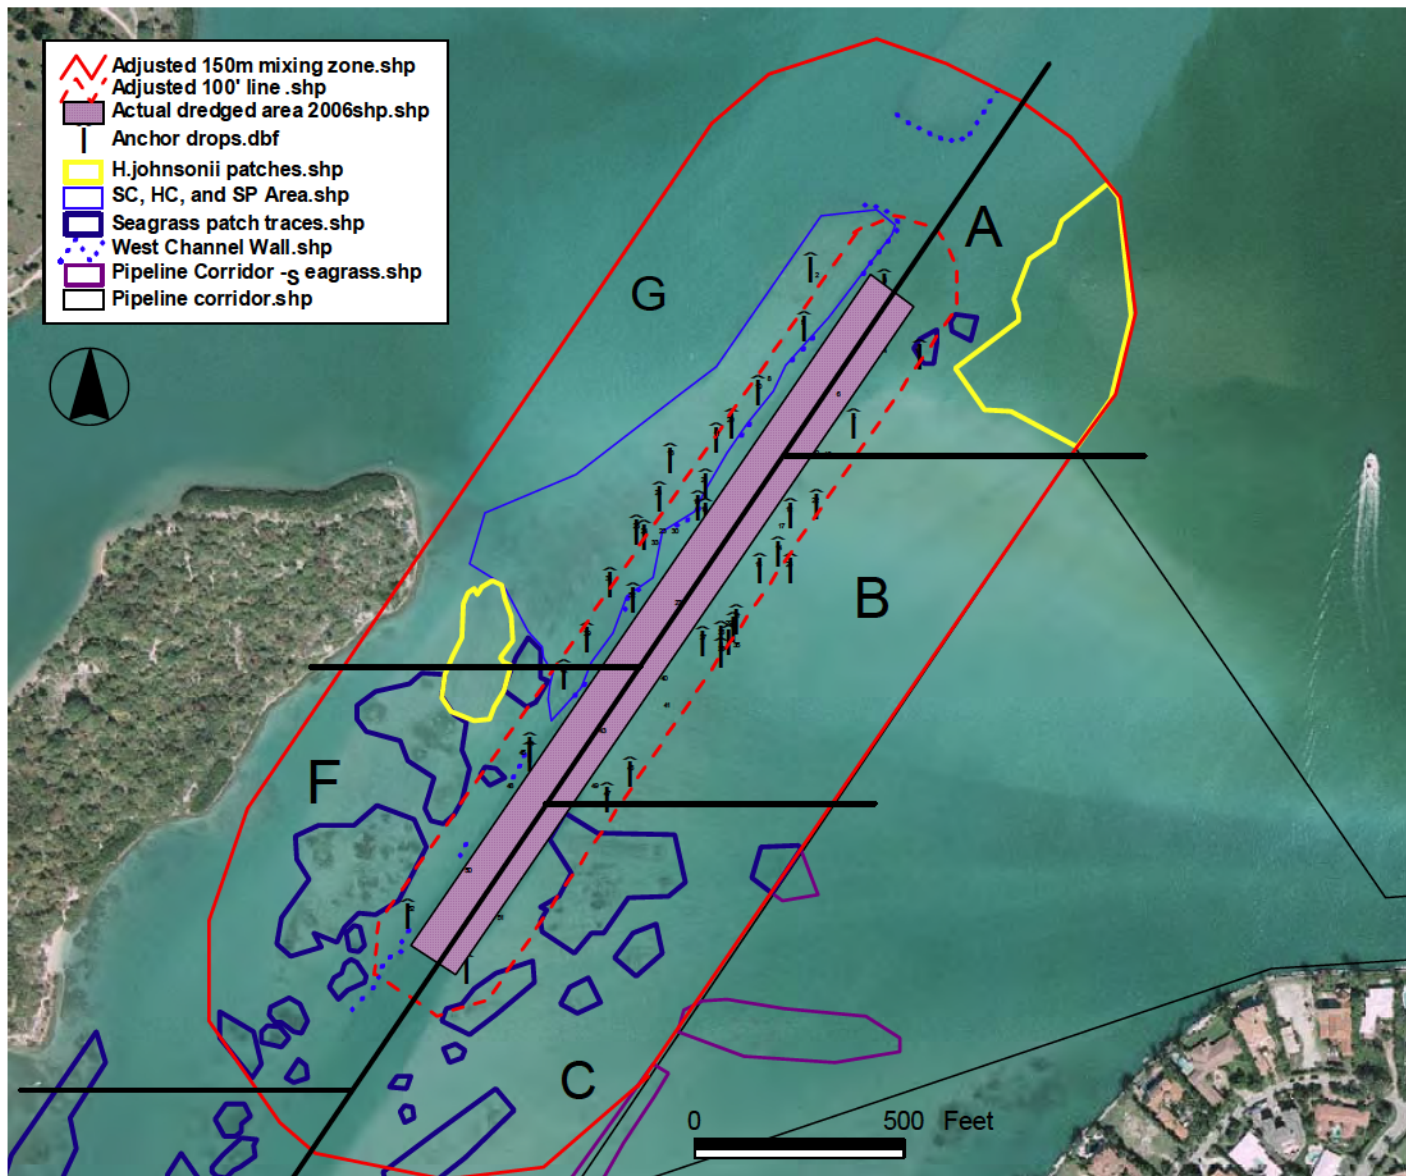 Adjusted 150m mixing zone.shp
Adjusted 100' line .shp
Actual dredged area 2006shp.shp
Anchor drops.dbf
H.johnsonii patches.shp
SC, HC, and SP Area.shp
Seagrass patch traces.shp
West Channel Wall.shp
Pipeline Corridor -s eagrass.shp
Pipeline corridor.shp
A
G
B
F
C
0 500 Feet